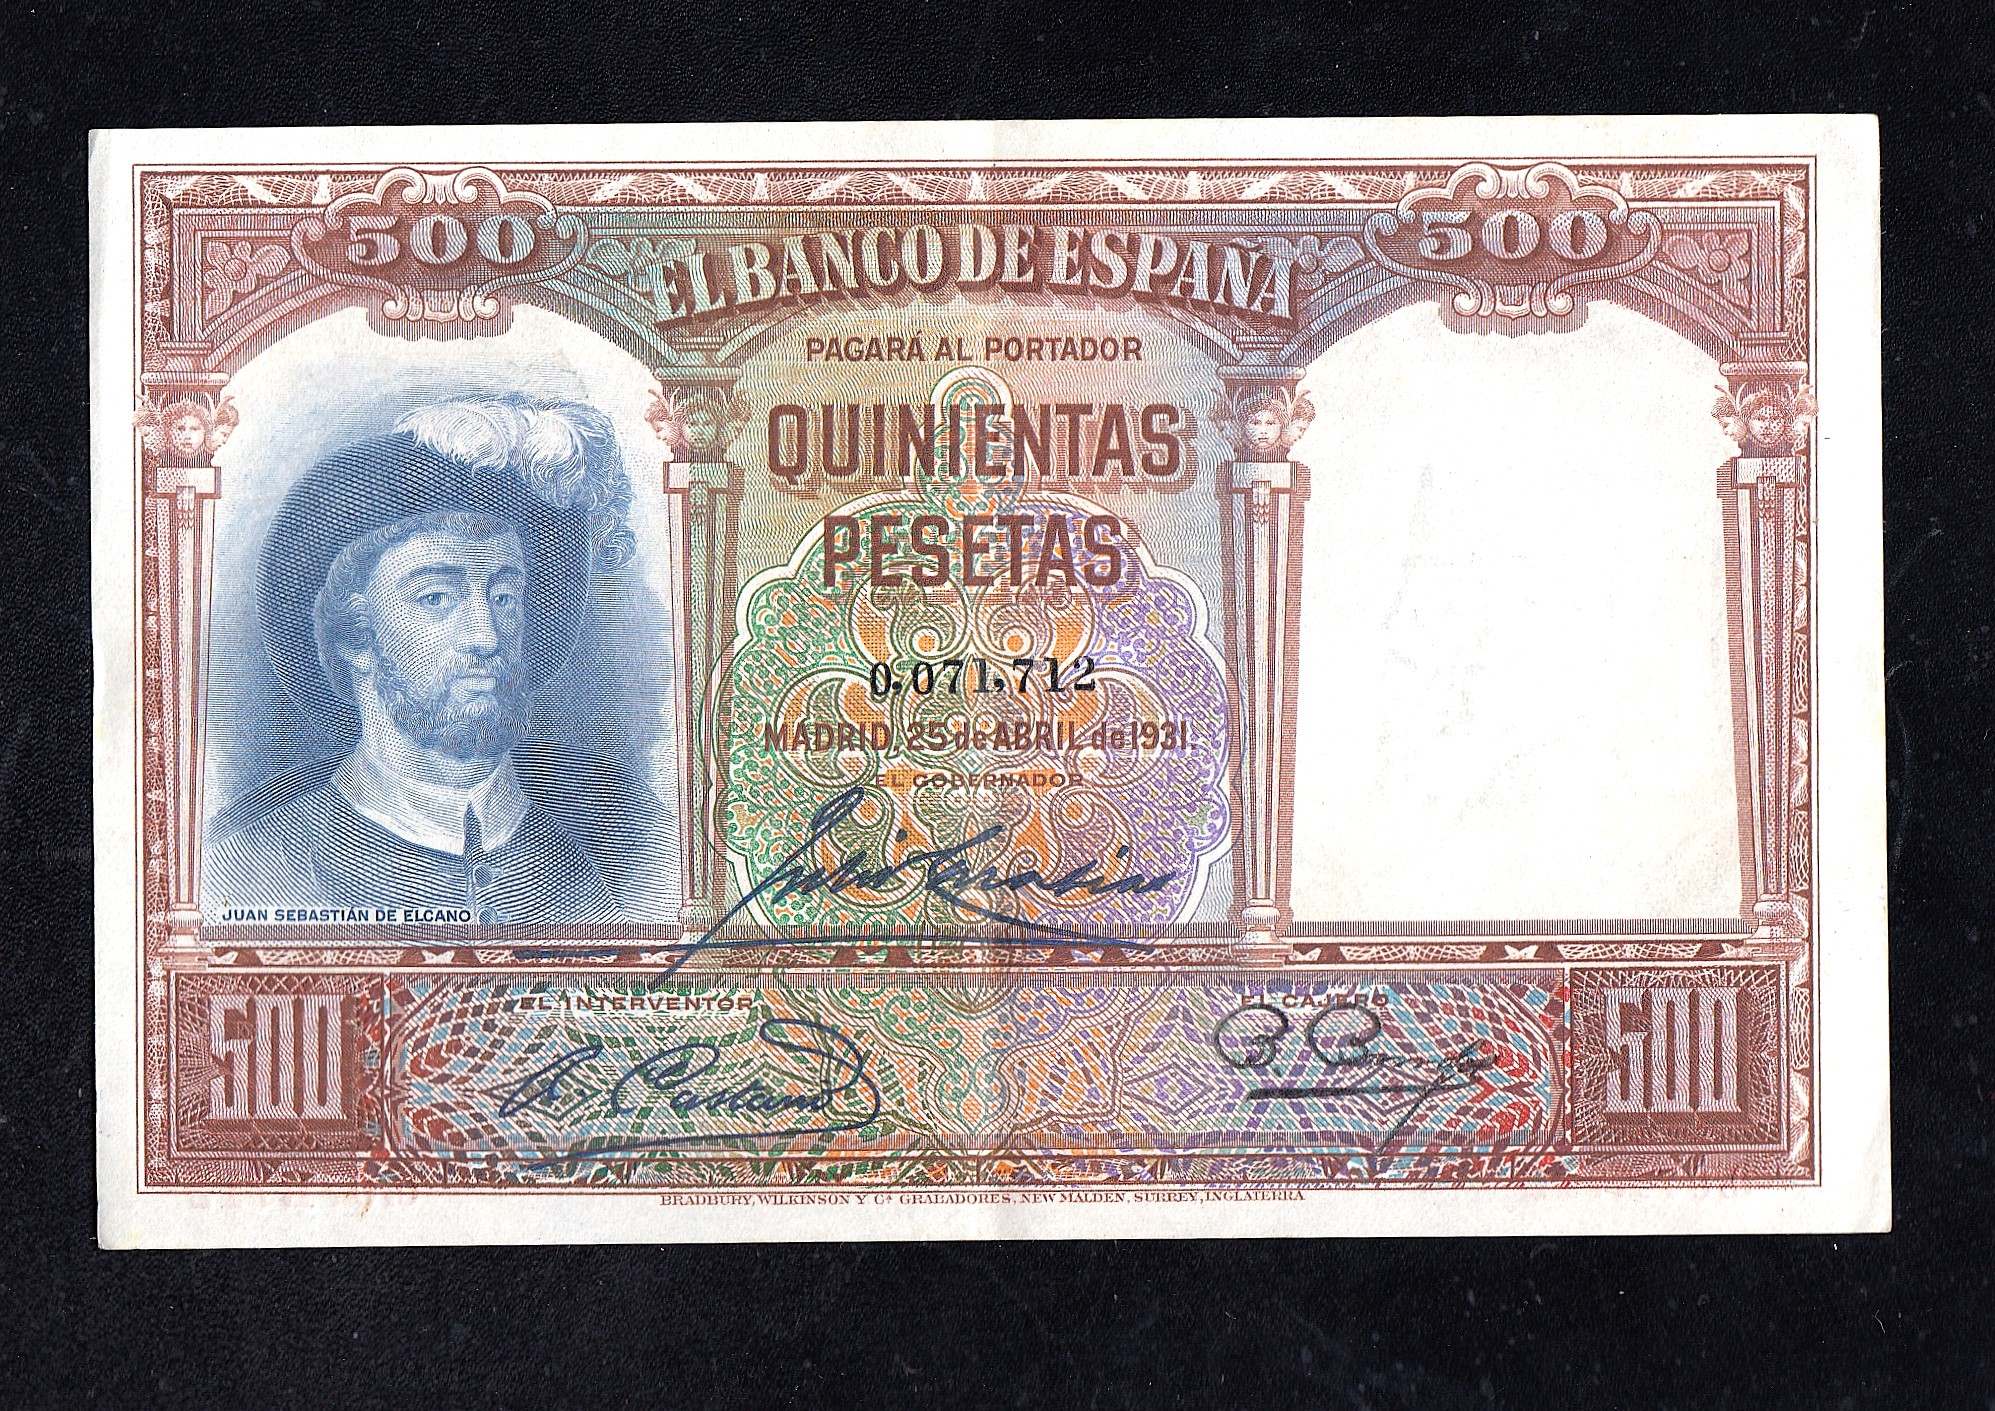 500
500
EL BANCO DE ESPAÑA
PAGARÁ AL PORTADOR
QUINIENTAS
PESETAS
0.071,712
MADRID, 25 de ABRIL de 1931.
EL GOBERNADOR
JUAN SEBASTIÁN DE ELCANO
EL INTERVENTOR
EL CAJERO
500
500
BRADBURY, WILKINSON Y Cª GRABADORES, NEW MALDEN, SURREY, INGLATERRA